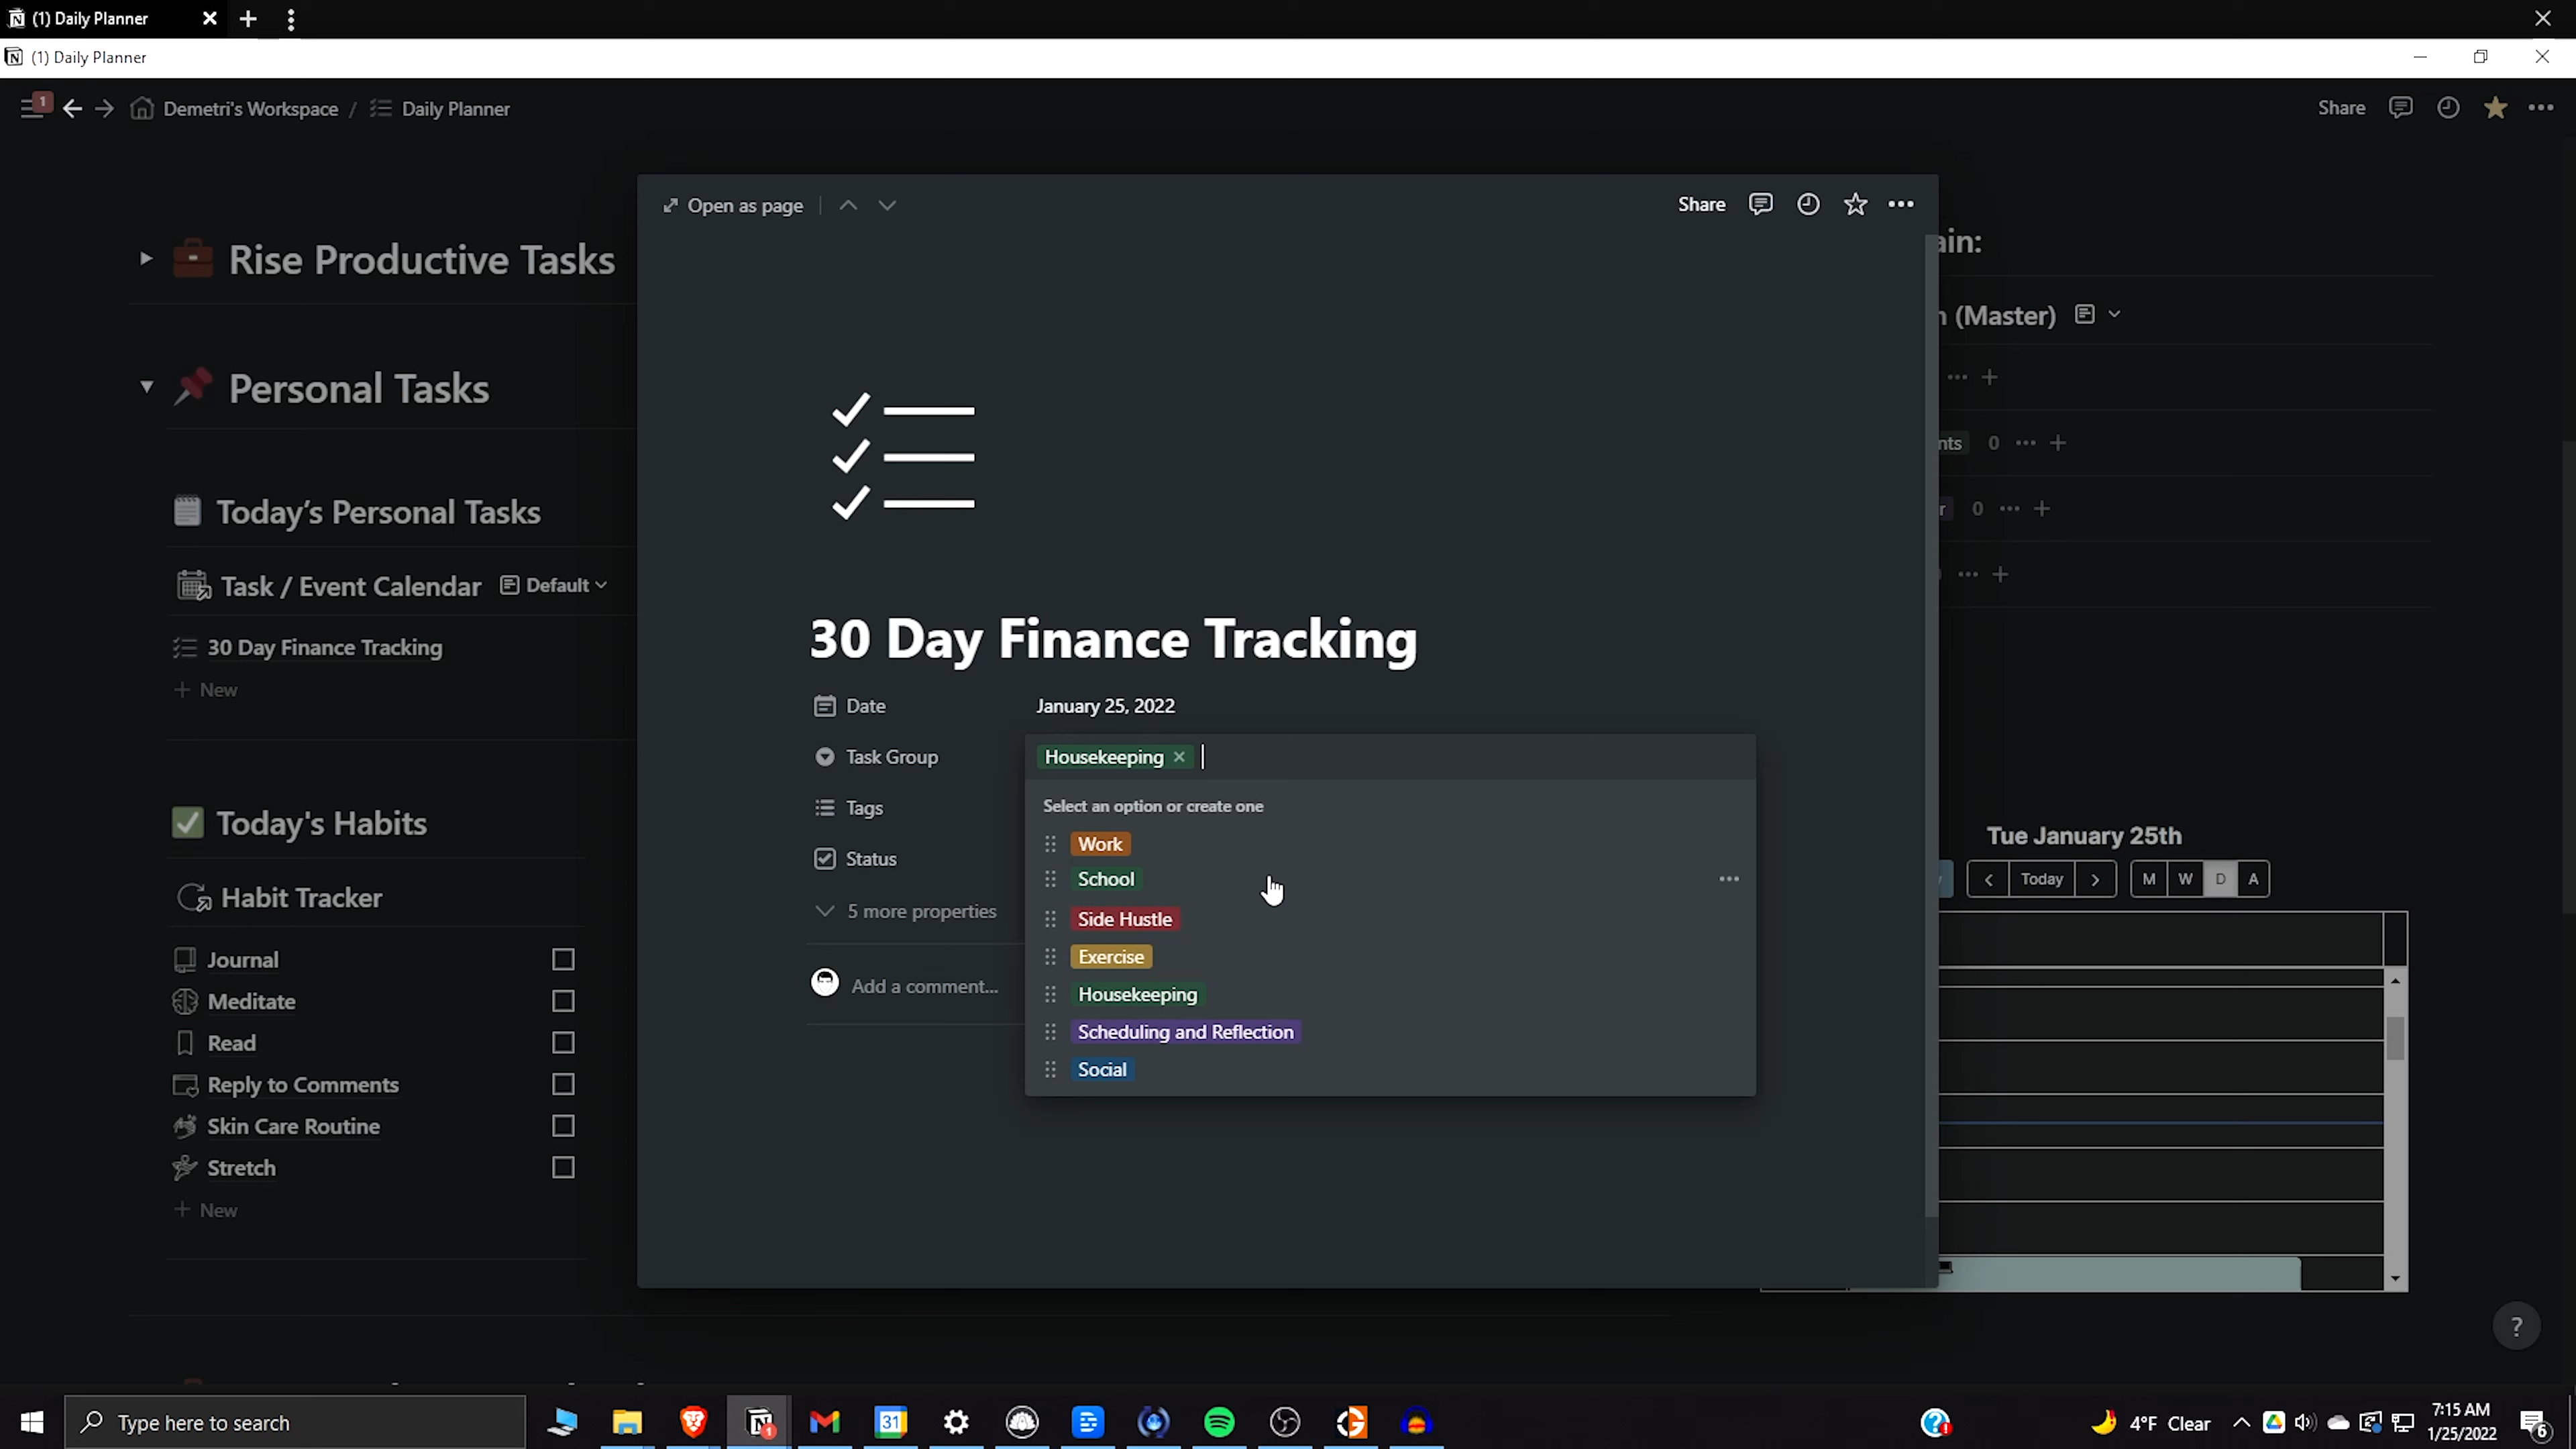 (1) Daily Planner
(1) Daily Planner
1
Demetri's Workspace / Daily Planner
Share
Open as page
Share
Rise Productive Tasks
Personal Tasks
Today's Personal Tasks
Task / Event Calendar Default
30 Day Finance Tracking
+ New
Today's Habits
Habit Tracker
Journal
Meditate
Read
Reply to Comments
Skin Care Routine
Stretch
+ New
30 Day Finance Tracking
Date January 25, 2022
Task Group Housekeeping ×
Tags
Status
5 more properties
Add a comment...
Select an option or create one
Work
School
Side Hustle
Exercise
Housekeeping
Scheduling and Reflection
Social
ain:
(Master)
nts 0
r 0
Tue January 25th
Today M W D A
?
Type here to search
1
31
4°F Clear
7:15 AM
1/25/2022
6